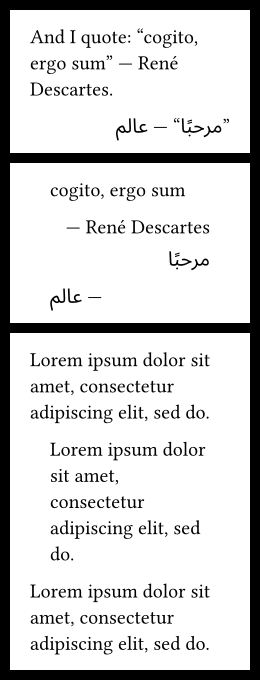 And I quote: “cogito,
ergo sum” — René
Descartes.
”مرحبًا“ — عالم
cogito, ergo sum
— René Descartes
مرحبًا
— عالم
Lorem ipsum dolor sit
amet, consectetur
adipiscing elit, sed do.
Lorem ipsum dolor
sit amet,
consectetur
adipiscing elit, sed
do.
Lorem ipsum dolor sit
amet, consectetur
adipiscing elit, sed do.